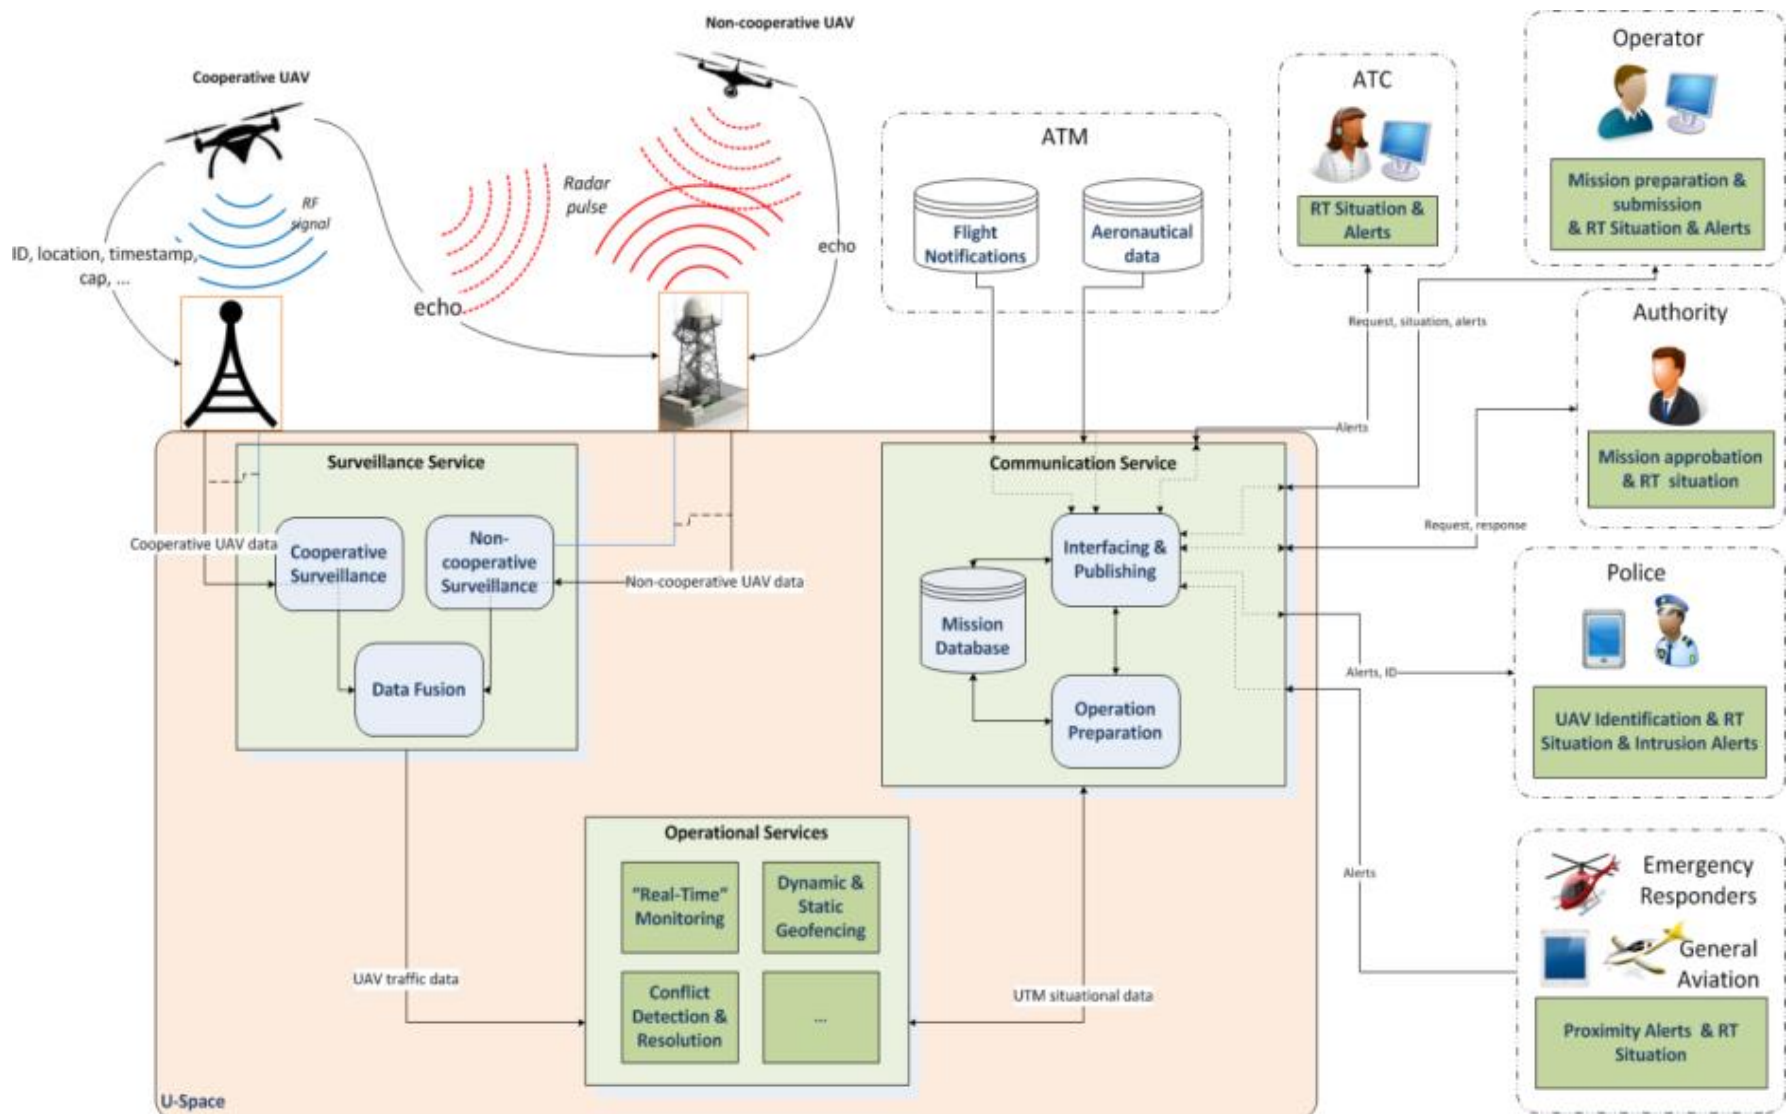 Non-cooperative UAV
Cooperative UAV
Operator
ATC
ATM
Radar
pulse
RF
signal
ID, location, timestamp,
cap, ...
echo
echo
Flight
Notifications
Aeronautical
data
RT Situation &
Alerts
Mission preparation &
submission
& RT Situation & Alerts
Request, situation, alerts
Authority
Alerts
Mission approbation
& RT situation
Surveillance Service
Communication Service
Cooperative UAV data
Cooperative
Surveillance
Non-
cooperative
Surveillance
Non-cooperative UAV data
Interfacing &
Publishing
Request, response
Police
Mission
Database
Data Fusion
Operation
Preparation
Alerts, ID
UAV Identification & RT
Situation & Intrusion Alerts
Operational Services
"Real-Time"
Monitoring
Dynamic &
Static
Geofencing
Conflict
Detection &
Resolution
...
UAV traffic data
UTM situational data
Alerts
Emergency
Responders
General
Aviation
Proximity Alerts & RT
Situation
U-Space